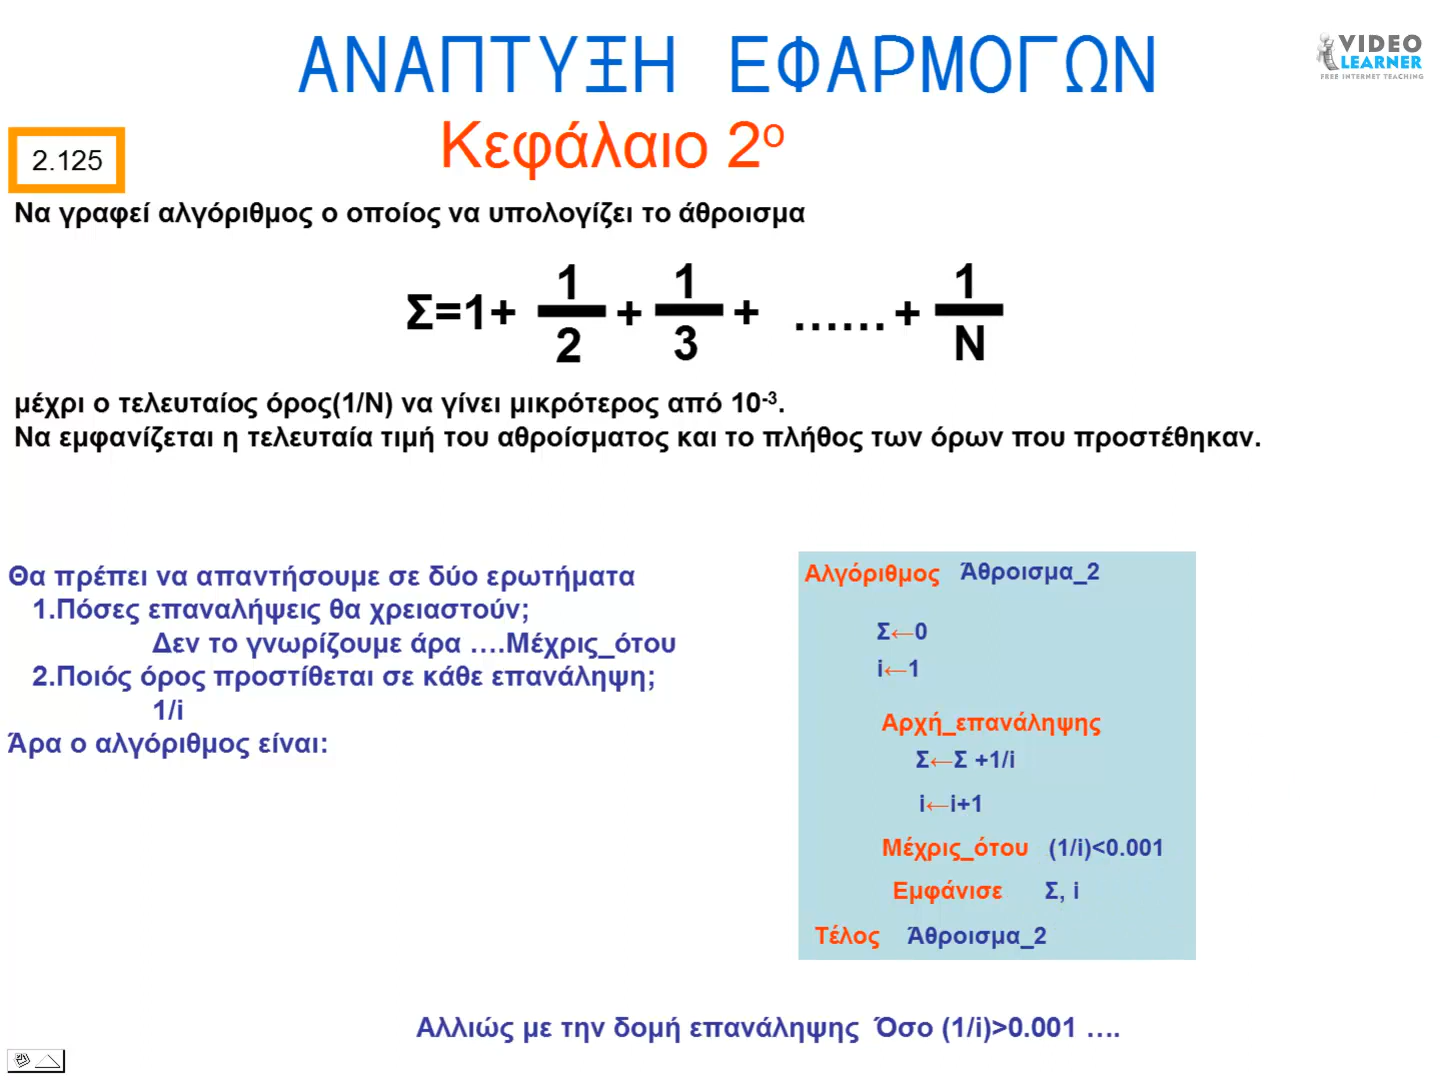 ΑΝΑΠΤΥΞΗ ΕΦΑΡΜΟΓΩΝ
VIDEO
LEARNER
FREE INTERNET TEACHING
Κεφάλαιο 2ο
2.125
Να γραφεί αλγόριθμος ο οποίος να υπολογίζει το άθροισμα
Σ=1+ 1/2 + 1/3 + ...... + 1/N
μέχρι ο τελευταίος όρος(1/Ν) να γίνει μικρότερος από 10-3.
Να εμφανίζεται η τελευταία τιμή του αθροίσματος και το πλήθος των όρων που προστέθηκαν.
Θα πρέπει να απαντήσουμε σε δύο ερωτήματα
1.Πόσες επαναλήψεις θα χρειαστούν;
Δεν το γνωρίζουμε άρα ....Μέχρις_ότου
2.Ποιός όρος προστίθεται σε κάθε επανάληψη;
1/i
Άρα ο αλγόριθμος είναι:
Αλγόριθμος Άθροισμα_2
Σ←0
i←1
Αρχή_επανάληψης
Σ←Σ +1/i
i←i+1
Μέχρις_ότου (1/i)<0.001
Εμφάνισε Σ, i
Τέλος Άθροισμα_2
Αλλιώς με την δομή επανάληψης Όσο (1/i)>0.001 ....